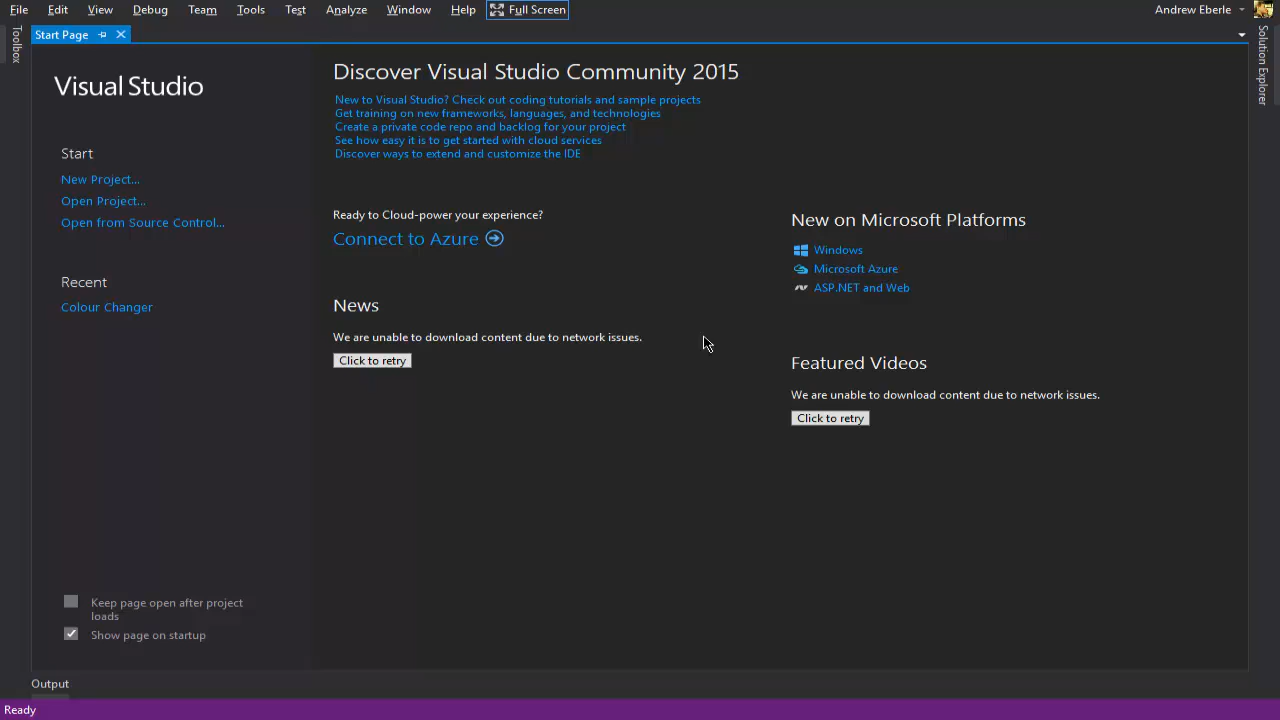 File Edit View Debug Team Tools Test Analyze Window Help Full Screen Andrew Eberle
Start Page
Toolbox
Solution Explorer
Visual Studio
Start
New Project...
Open Project...
Open from Source Control...
Recent
Colour Changer
Keep page open after project
loads
Show page on startup
Discover Visual Studio Community 2015
New to Visual Studio? Check out coding tutorials and sample projects
Get training on new frameworks, languages, and technologies
Create a private code repo and backlog for your project
See how easy it is to get started with cloud services
Discover ways to extend and customize the IDE
Ready to Cloud-power your experience?
Connect to Azure
News
We are unable to download content due to network issues.
Click to retry
New on Microsoft Platforms
Windows
Microsoft Azure
ASP.NET and Web
Featured Videos
We are unable to download content due to network issues.
Click to retry
Output
Ready